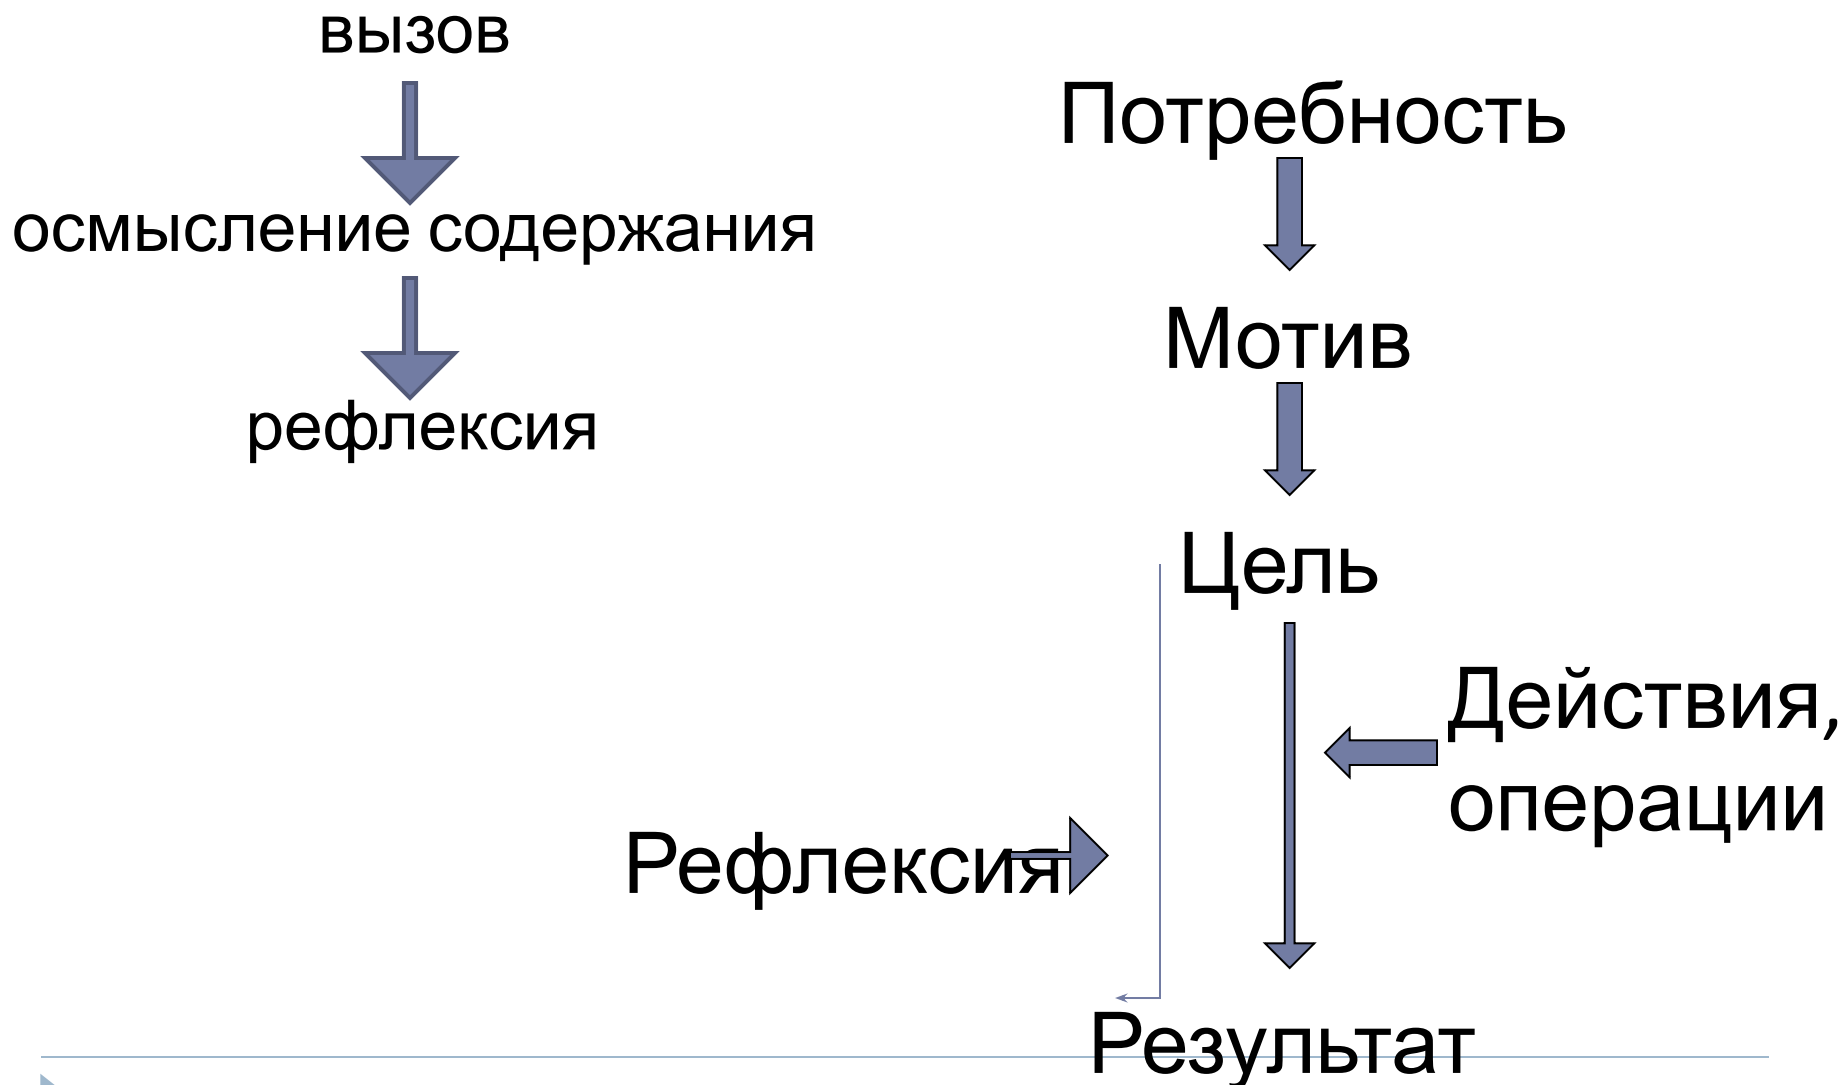 вызов
осмысление содержания
рефлексия
Потребность
Мотив
Цель
Действия,
операции
Рефлексия
Результат